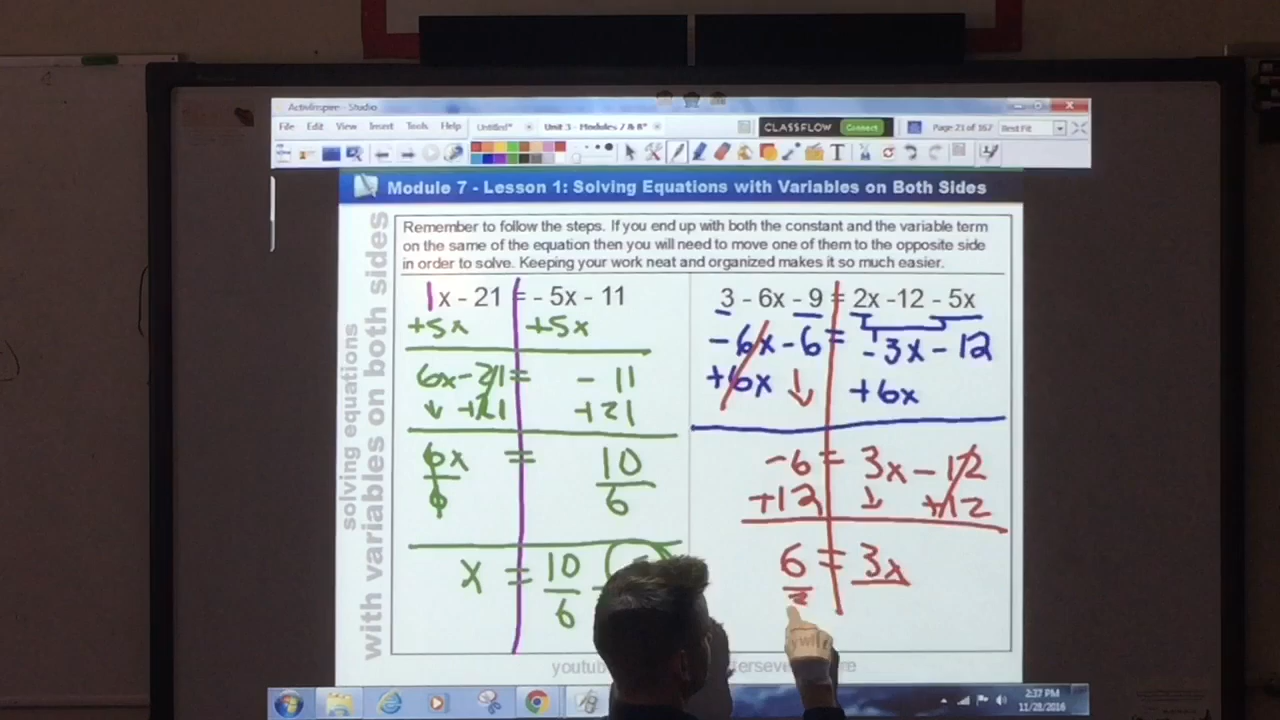 ActivInspire - Studio
File Edit View Insert Tools Help Untitled* Unit 3 - Modules 7 & 8* CLASSFLOW Connect Page 21 of 167 Best Fit
Module 7 - Lesson 1: Solving Equations with Variables on Both Sides
solving equations
with variables on both sides
Remember to follow the steps. If you end up with both the constant and the variable term
on the same of the equation then you will need to move one of them to the opposite side
in order to solve. Keeping your work neat and organized makes it so much easier.
1x - 21 = - 5x - 11
+5x +5x
6x - 21 = - 11
↓ +21 +21
6x = 10
6 6
x = 10
6
3 - 6x - 9 = 2x -12 - 5x
-6x - 6 = -3x - 12
+6x ↓ +6x
-6 = 3x - 12
+12 ↓ +12
6 = 3x
youtub
2:37 PM
11/28/2016